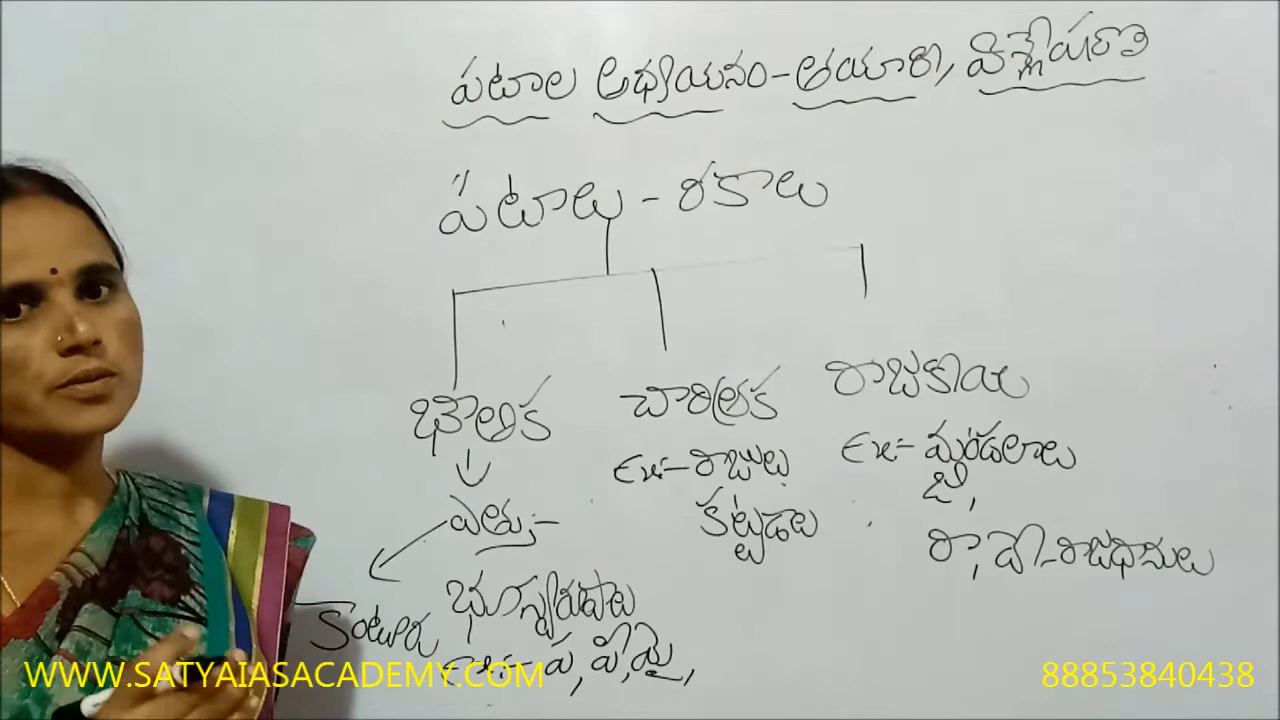 పటాల అధ్యయనం - తయారీ, విశ్లేషణ
పటాలు - రకాలు
భౌతిక చారిత్రక రాజకీయ
ఎత్తు :-
కాంటూరు
భూస్వరూపాలు
Ex:- ప, పీ, మై,
Ex:- రాజులు
కట్టడాలు
Ex:- మండలాలు
జి,
రా, దే - రాజధానులు
WWW.SATYAIASACADEMY.COM
88853840438